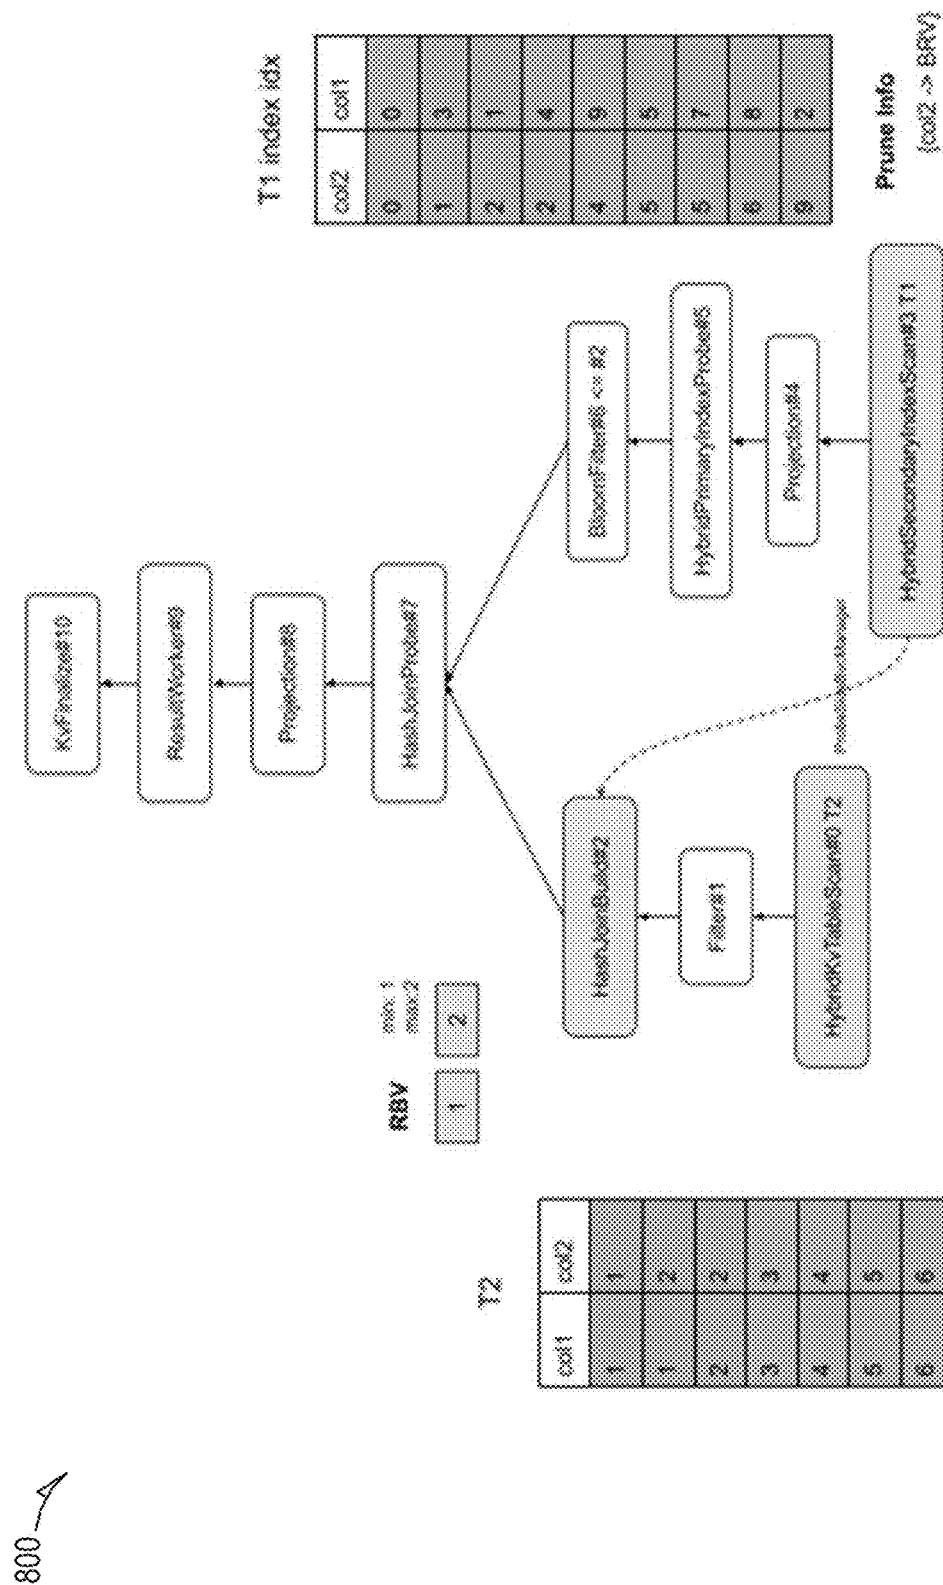 800
KvFinalize#10
ResultWorker#9
Projection#8
HashJoinProbe#7
T1 index idx
col2 col1
0 0
1 3
2 1
2 4
4 9
5 5
5 7
8
9 2
RBV
min: 1
max: 2
1 2
HashJoinBuild#2
Filter#1
HybridKvTableScan#0 T2
BloomFilter#6 <= #2
HybridPrimaryIndexProbe#5
Projection#4
HybridSecondaryIndexScan#3 T1
T2
col1 col2
1 1
1 2
2 2
3 3
4 4
5 5
6 6
Prune Info
{col2 -> BRV}